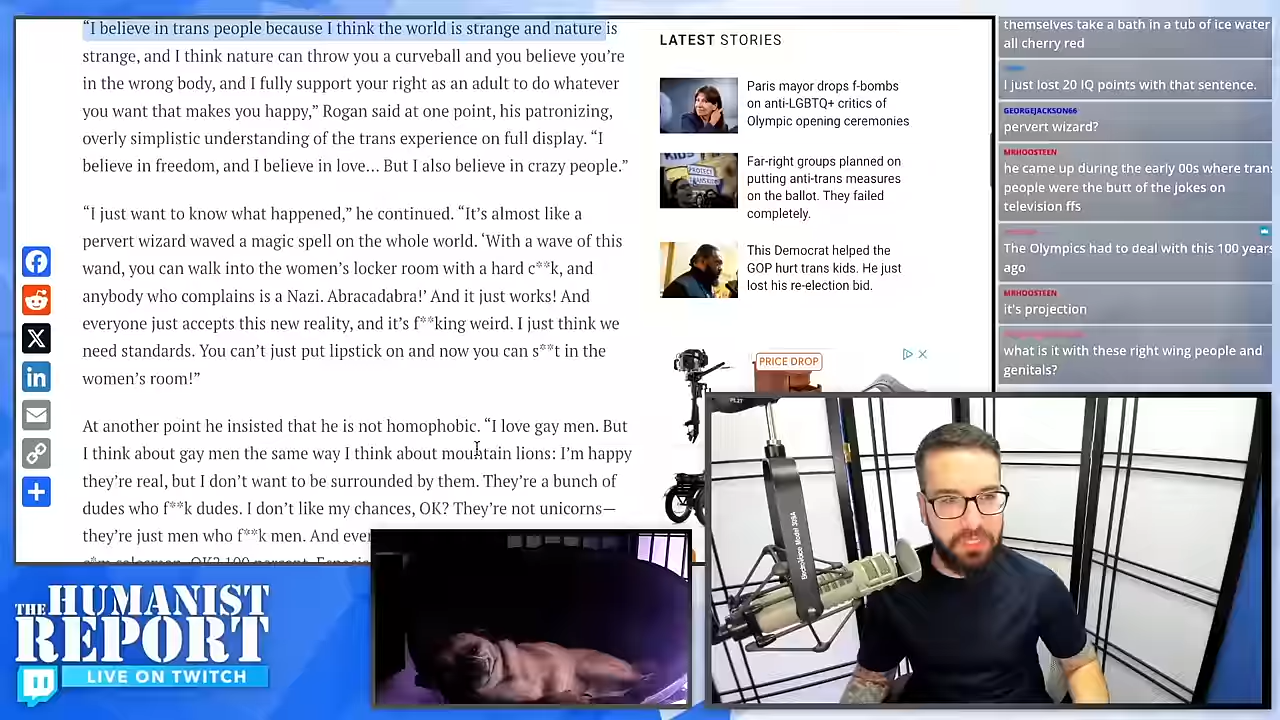 “I believe in trans people because I think the world is strange and nature is
strange, and I think nature can throw you a curveball and you believe you’re
in the wrong body, and I fully support your right as an adult to do whatever
you want that makes you happy,” Rogan said at one point, his patronizing,
overly simplistic understanding of the trans experience on full display. “I
believe in freedom, and I believe in love… But I also believe in crazy people.”
“I just want to know what happened,” he continued. “It’s almost like a
pervert wizard waved a magic spell on the whole world. ‘With a wave of this
wand, you can walk into the women’s locker room with a hard c**k, and
anybody who complains is a Nazi! Abracadabra!’ And it just works! And
everyone just accepts this new reality, and it’s f**king weird. I just think we
need standards. You can’t just put lipstick on and now you can s**t in the
women’s room!”
At another point he insisted that he is not homophobic. “I love gay men. But
I think about gay men the same way I think about mountain lions: I’m happy
they’re real, but I don’t want to be surrounded by them. They’re a bunch of
dudes who f**k dudes. I don’t like my chances, OK? They’re not unicorns—
they’re just men who f**k men. And
LATEST STORIES
Paris mayor drops f-bombs
on anti-LGBTQ+ critics of
Olympic opening ceremonies
Far-right groups planned on
putting anti-trans measures
on the ballot. They failed
completely.
This Democrat helped the
GOP hurt trans kids. He just
lost his re-election bid.
PRICE DROP
themselves take a bath in a tub of ice water
all cherry red
I just lost 20 IQ points with that sentence.
GEORGEJACKSON66
pervert wizard?
MRHOOSTEEN
he came up during the early 00s where trans
people were the butt of the jokes on
television ffs
The Olympics had to deal with this 100 years
ago
MRHOOSTEEN
it's projection
what is it with these right wing people and
genitals?
THE HUMANIST
REPORT
LIVE ON TWITCH